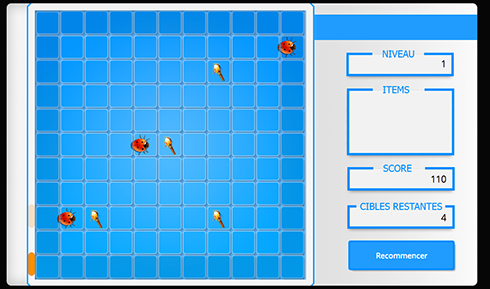 NIVEAU
1
ITEMS
SCORE
110
CIBLES RESTANTES
4
Recommencer